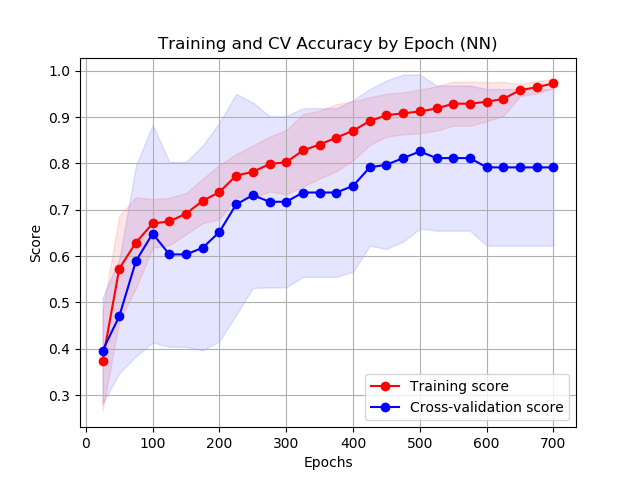 Training and CV Accuracy by Epoch (NN)
1.0
0.9
0.8
0.7
0.6
0.5
0.4
0.3
Score
Training score
Cross-validation score
0 100 200 300 400 500 600 700
Epochs